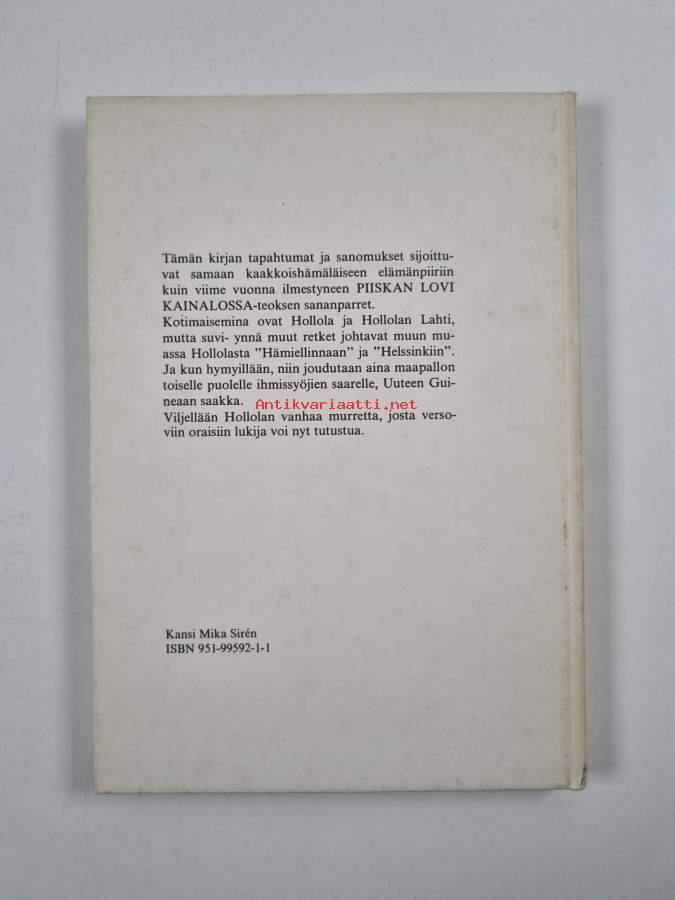 Tämän kirjan tapahtumat ja sanomukset sijoittu-
vat samaan kaakkoishämäläiseen elämänpiiriin
kuin viime vuonna ilmestyneen PIISKAN LOVI
KAINALOSSA-teoksen sananparret.
Kotimaisemina ovat Hollola ja Hollolan Lahti,
mutta suvi- ynnä muut retket johtavat muun mu-
assa Hollolasta "Hämiellinnaan" ja "Helssinkiin".
Ja kun hymyillään, niin joudutaan aina maapallon
toiselle puolelle ihmissyöjien saarelle, Uuteen Gui-
neaan saakka.
Antikvariaatti.net
Viljellään Hollolan vanhaa murretta, josta verso-
viin oraisiin lukija voi nyt tutustua.
Kansi Mika Sirén
ISBN 951-99592-1-1